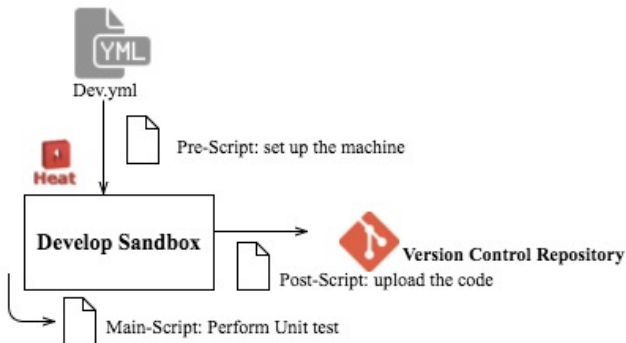 YML
Dev.yml
Pre-Script: set up the machine
Heat
Develop Sandbox
Version Control Repository
Post-Script: upload the code
Main-Script: Perform Unit test